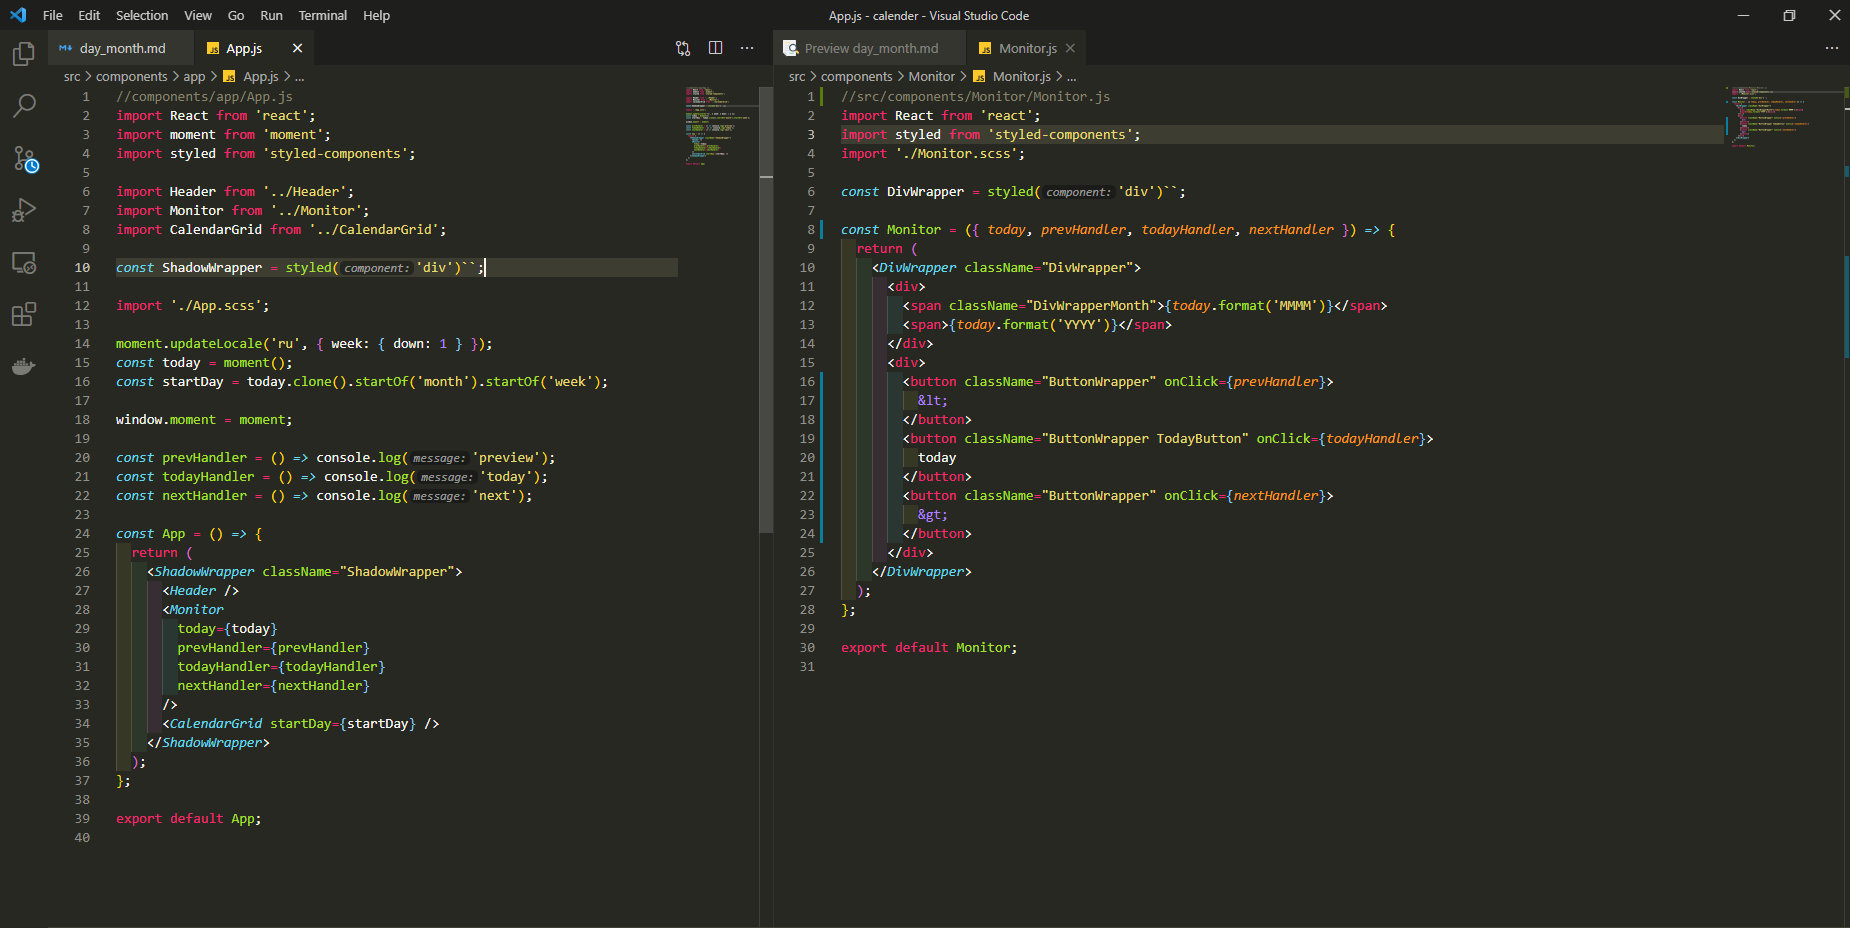 File Edit Selection View Go Run Terminal Help
App.js - calender - Visual Studio Code
day_month.md
App.js
src > components > app > App.js > ...
1 //components/app/App.js
2 import React from 'react';
3 import moment from 'moment';
4 import styled from 'styled-components';
5
6 import Header from '../Header';
7 import Monitor from '../Monitor';
8 import CalendarGrid from '../CalendarGrid';
9
10 const ShadowWrapper = styled( component: 'div')``;
11
12 import './App.scss';
13
14 moment.updateLocale('ru', { week: { down: 1 } });
15 const today = moment();
16 const startDay = today.clone().startOf('month').startOf('week');
17
18 window.moment = moment;
19
20 const prevHandler = () => console.log( message: 'preview');
21 const todayHandler = () => console.log( message: 'today');
22 const nextHandler = () => console.log( message: 'next');
23
24 const App = () => {
25 return (
26 <ShadowWrapper className="ShadowWrapper">
27 <Header />
28 <Monitor
29 today={today}
30 prevHandler={prevHandler}
31 todayHandler={todayHandler}
32 nextHandler={nextHandler}
33 />
34 <CalendarGrid startDay={startDay} />
35 </ShadowWrapper>
36 );
37 };
38
39 export default App;
40
Preview day_month.md
Monitor.js
src > components > Monitor > Monitor.js > ...
1 //src/components/Monitor/Monitor.js
2 import React from 'react';
3 import styled from 'styled-components';
4 import './Monitor.scss';
5
6 const DivWrapper = styled( component: 'div')``;
7
8 const Monitor = ({ today, prevHandler, todayHandler, nextHandler }) => {
9 return (
10 <DivWrapper className="DivWrapper">
11 <div>
12 <span className="DivWrapperMonth">{today.format('MMMM')}</span>
13 <span>{today.format('YYYY')}</span>
14 </div>
15 <div>
16 <button className="ButtonWrapper" onClick={prevHandler}>
17 &lt;
18 </button>
19 <button className="ButtonWrapper TodayButton" onClick={todayHandler}>
20 today
21 </button>
22 <button className="ButtonWrapper" onClick={nextHandler}>
23 &gt;
24 </button>
25 </div>
26 </DivWrapper>
27 );
28 };
29
30 export default Monitor;
31